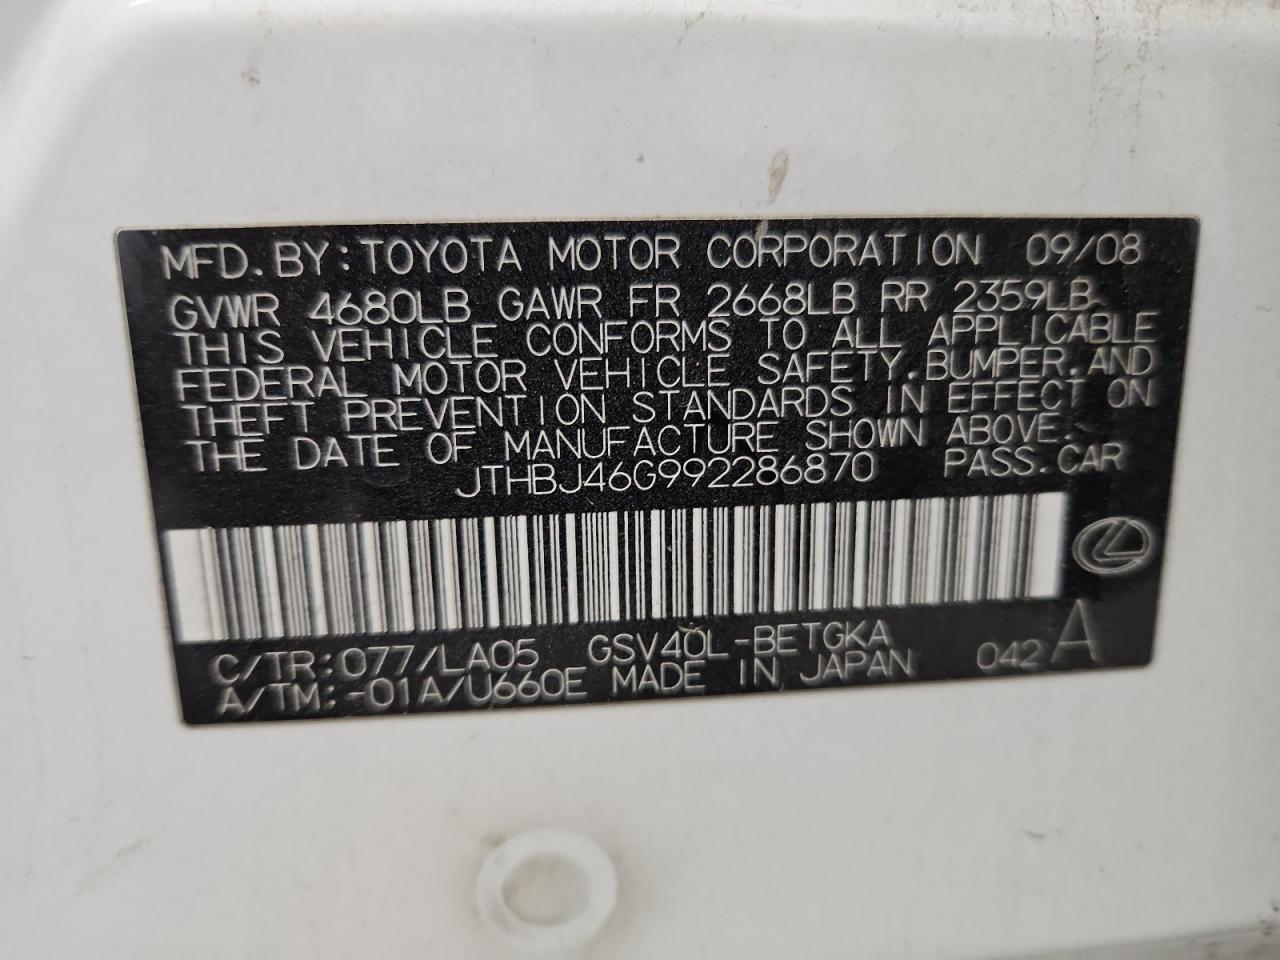 MFD. BY: TOYOTA MOTOR CORPORATION 09/08
GVWR 4680LB GAWR FR 2668LB RR 2359LB
THIS VEHICLE CONFORMS TO ALL APPLICABLE
FEDERAL MOTOR VEHICLE SAFETY, BUMPER, AND
THEFT PREVENTION STANDARDS IN EFFECT ON
THE DATE OF MANUFACTURE SHOWN ABOVE.
JTHBJ46G992286870 PASS. CAR
C/TR: 077/LA05 GSV40L-BETGKA 042 A
A/TM: -01A/U660E MADE IN JAPAN